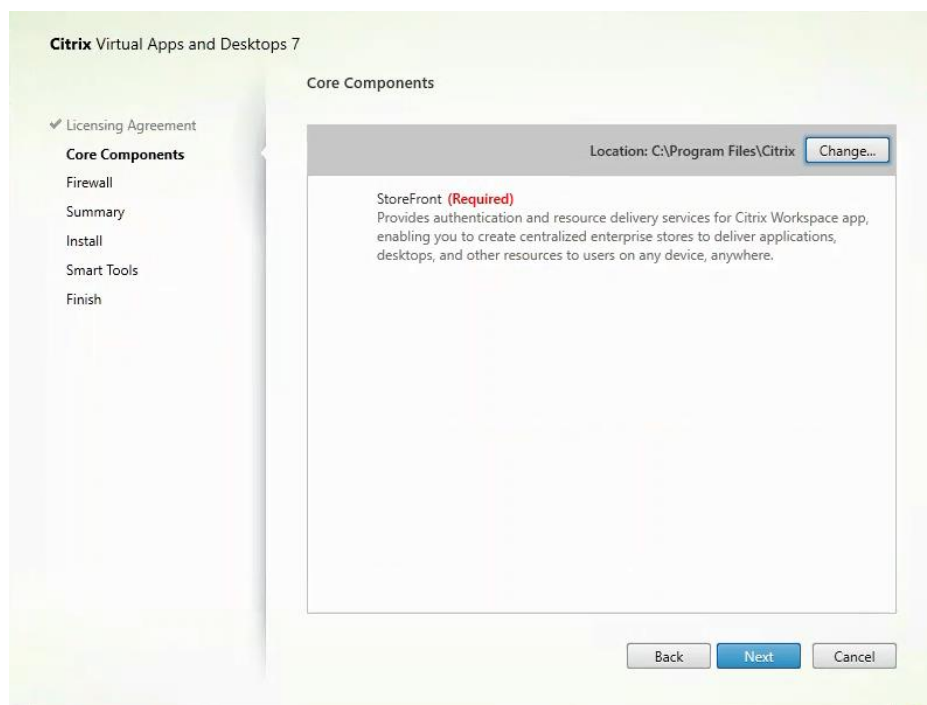 Citrix Virtual Apps and Desktops 7
Core Components
Licensing Agreement
Core Components
Firewall
Summary
Install
Smart Tools
Finish
Location: C:\Program Files\Citrix Change...
StoreFront (Required)
Provides authentication and resource delivery services for Citrix Workspace app,
enabling you to create centralized enterprise stores to deliver applications,
desktops, and other resources to users on any device, anywhere.
Back Next Cancel